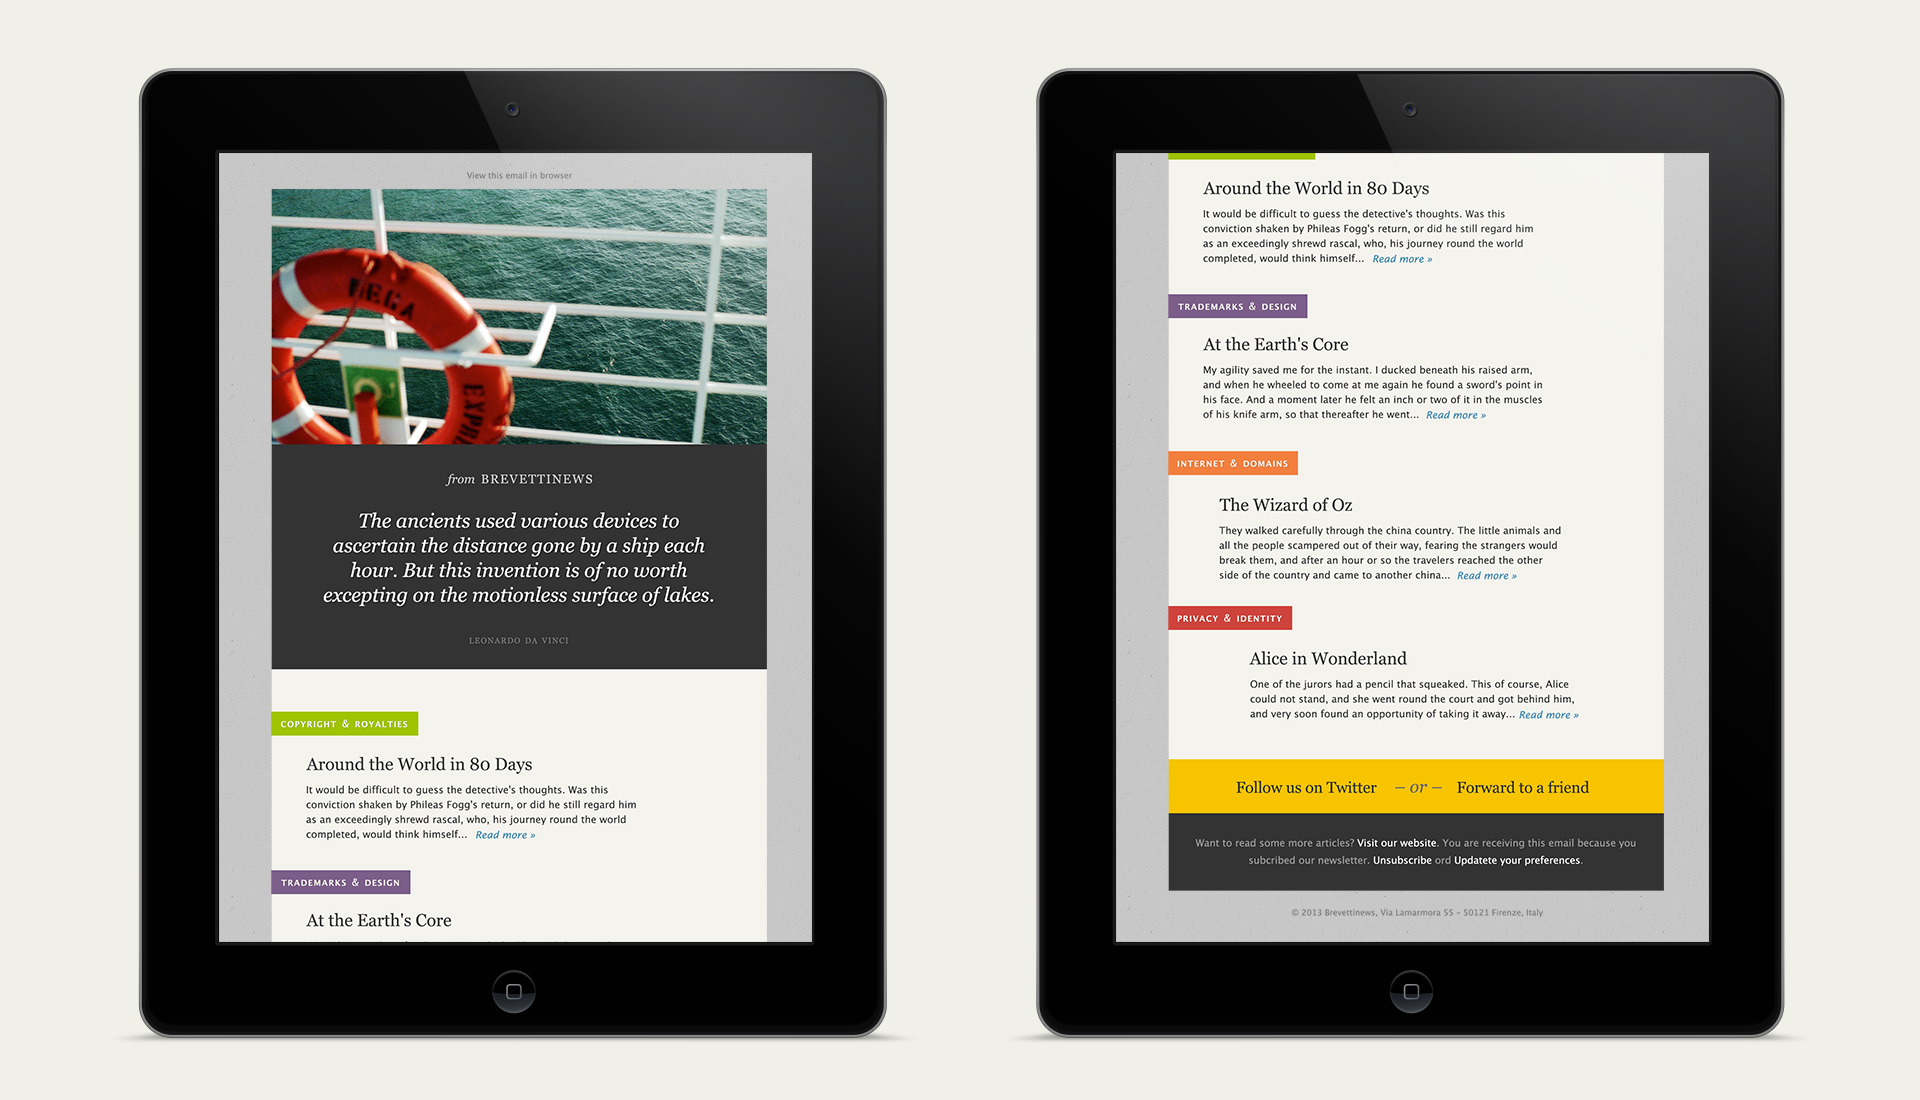 View this email in browser
MEGA
from BREVETTINEWS
The ancients used various devices to
ascertain the distance gone by a ship each
hour. But this invention is of no worth
excepting on the motionless surface of lakes.
LEONARDO DA VINCI
COPYRIGHT & ROYALTIES
Around the World in 80 Days
It would be difficult to guess the detective's thoughts. Was this
conviction shaken by Phileas Fogg's return, or did he still regard him
as an exceedingly shrewd rascal, who, his journey round the world
completed, would think himself... Read more »
TRADEMARKS & DESIGN
At the Earth's Core
Around the World in 80 Days
It would be difficult to guess the detective's thoughts. Was this
conviction shaken by Phileas Fogg's return, or did he still regard him
as an exceedingly shrewd rascal, who, his journey round the world
completed, would think himself... Read more »
TRADEMARKS & DESIGN
At the Earth's Core
My agility saved me for the instant. I ducked beneath his raised arm,
and when he wheeled to come at me again he found a sword's point in
his face. And a moment later he felt an inch or two of it in the muscles
of his knife arm, so that thereafter he went... Read more »
INTERNET & DOMAINS
The Wizard of Oz
They walked carefully through the china country. The little animals and
all the people scampered out of their way, fearing the strangers would
break them, and after an hour or so the travelers reached the other
side of the country and came to another china... Read more »
PRIVACY & IDENTITY
Alice in Wonderland
One of the jurors had a pencil that squeaked. This of course, Alice
could not stand, and she went round the court and got behind him,
and very soon found an opportunity of taking it away... Read more »
Follow us on Twitter – or – Forward to a friend
Want to read some more articles? Visit our website. You are receiving this email because you
subcribed our newsletter. Unsubscribe ord Updatete your preferences.
© 2013 Brevettinews, Via Lamarmora 55 – 50121 Firenze, Italy